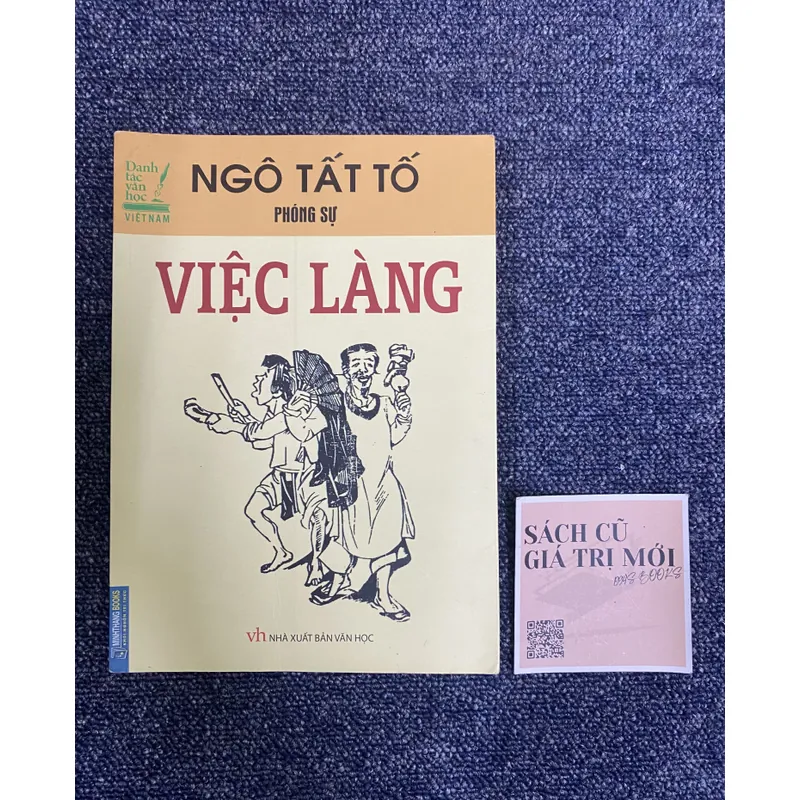 Danh
tác
văn
học
VIỆT NAM
NGÔ TẤT TỐ
PHÓNG SỰ
VIỆC LÀNG
MINHTHANG BOOKS
vh NHÀ XUẤT BẢN VĂN HỌC
SÁCH CŨ
GIÁ TRỊ MỚI